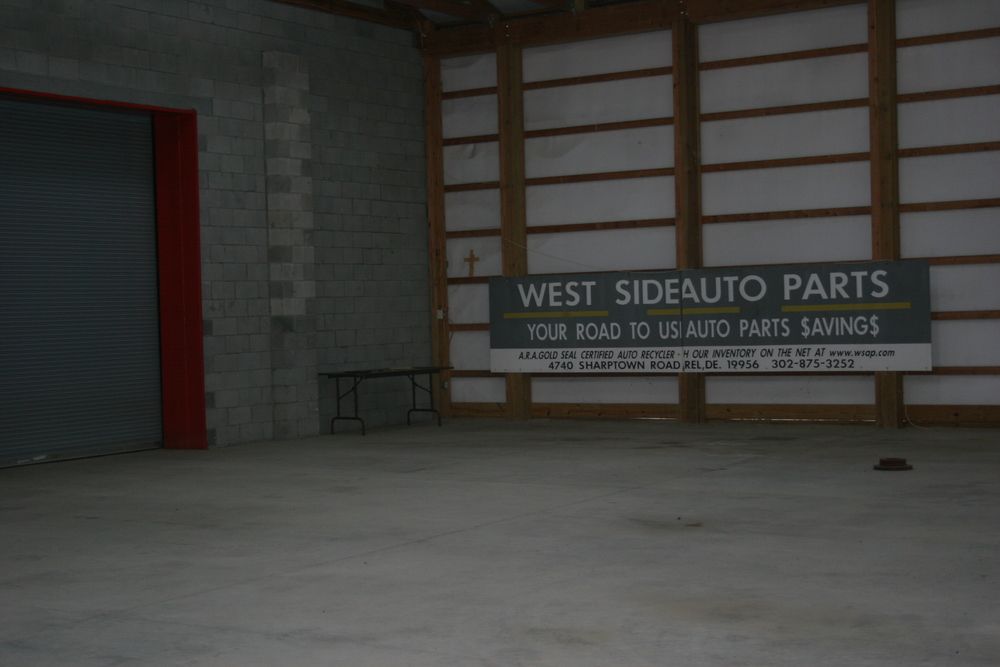 WEST SIDEAUTO PARTS
YOUR ROAD TO USAUTO PARTS $AVING$
A.R.A.GOLD SEAL CERTIFIED AUTO RECYCLER - H OUR INVENTORY ON THE NET AT www.wsap.com
4740 SHARPTOWN ROAD REL,DE. 19956 302-875-3252